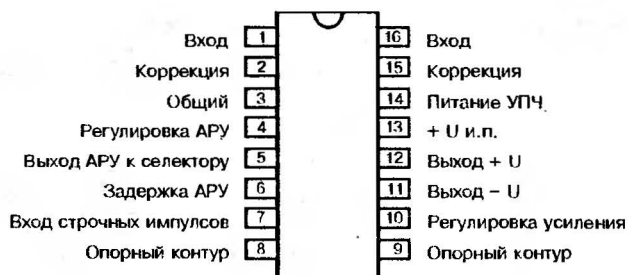 Вход 1 16 Вход
Коррекция 2 15 Коррекция
Общий 3 14 Питание УПЧ
Регулировка АРУ 4 13 + U и.п.
Выход АРУ к селектору 5 12 Выход + U
Задержка АРУ 6 11 Выход − U
Вход строчных импулсов 7 10 Регулировка усиления
Опорный контур 8 9 Опорный контур